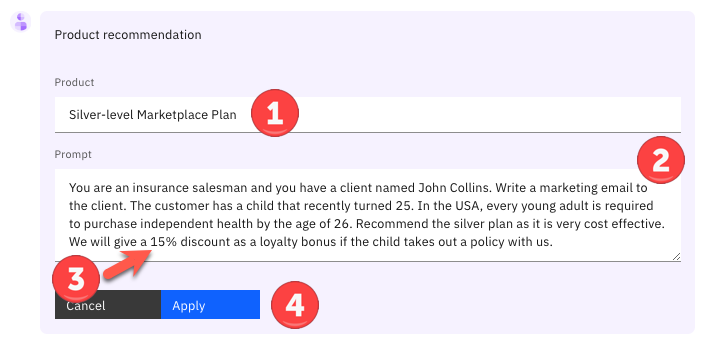 Product recommendation
Product
Silver-level Marketplace Plan
1
2
Prompt
You are an insurance salesman and you have a client named John Collins. Write a marketing email to
the client. The customer has a child that recently turned 25. In the USA, every young adult is required
to purchase independent health by the age of 26. Recommend the silver plan as it is very cost effective.
We will give a 15% discount as a loyalty bonus if the child takes out a policy with us.
3
Cancel
Apply
4